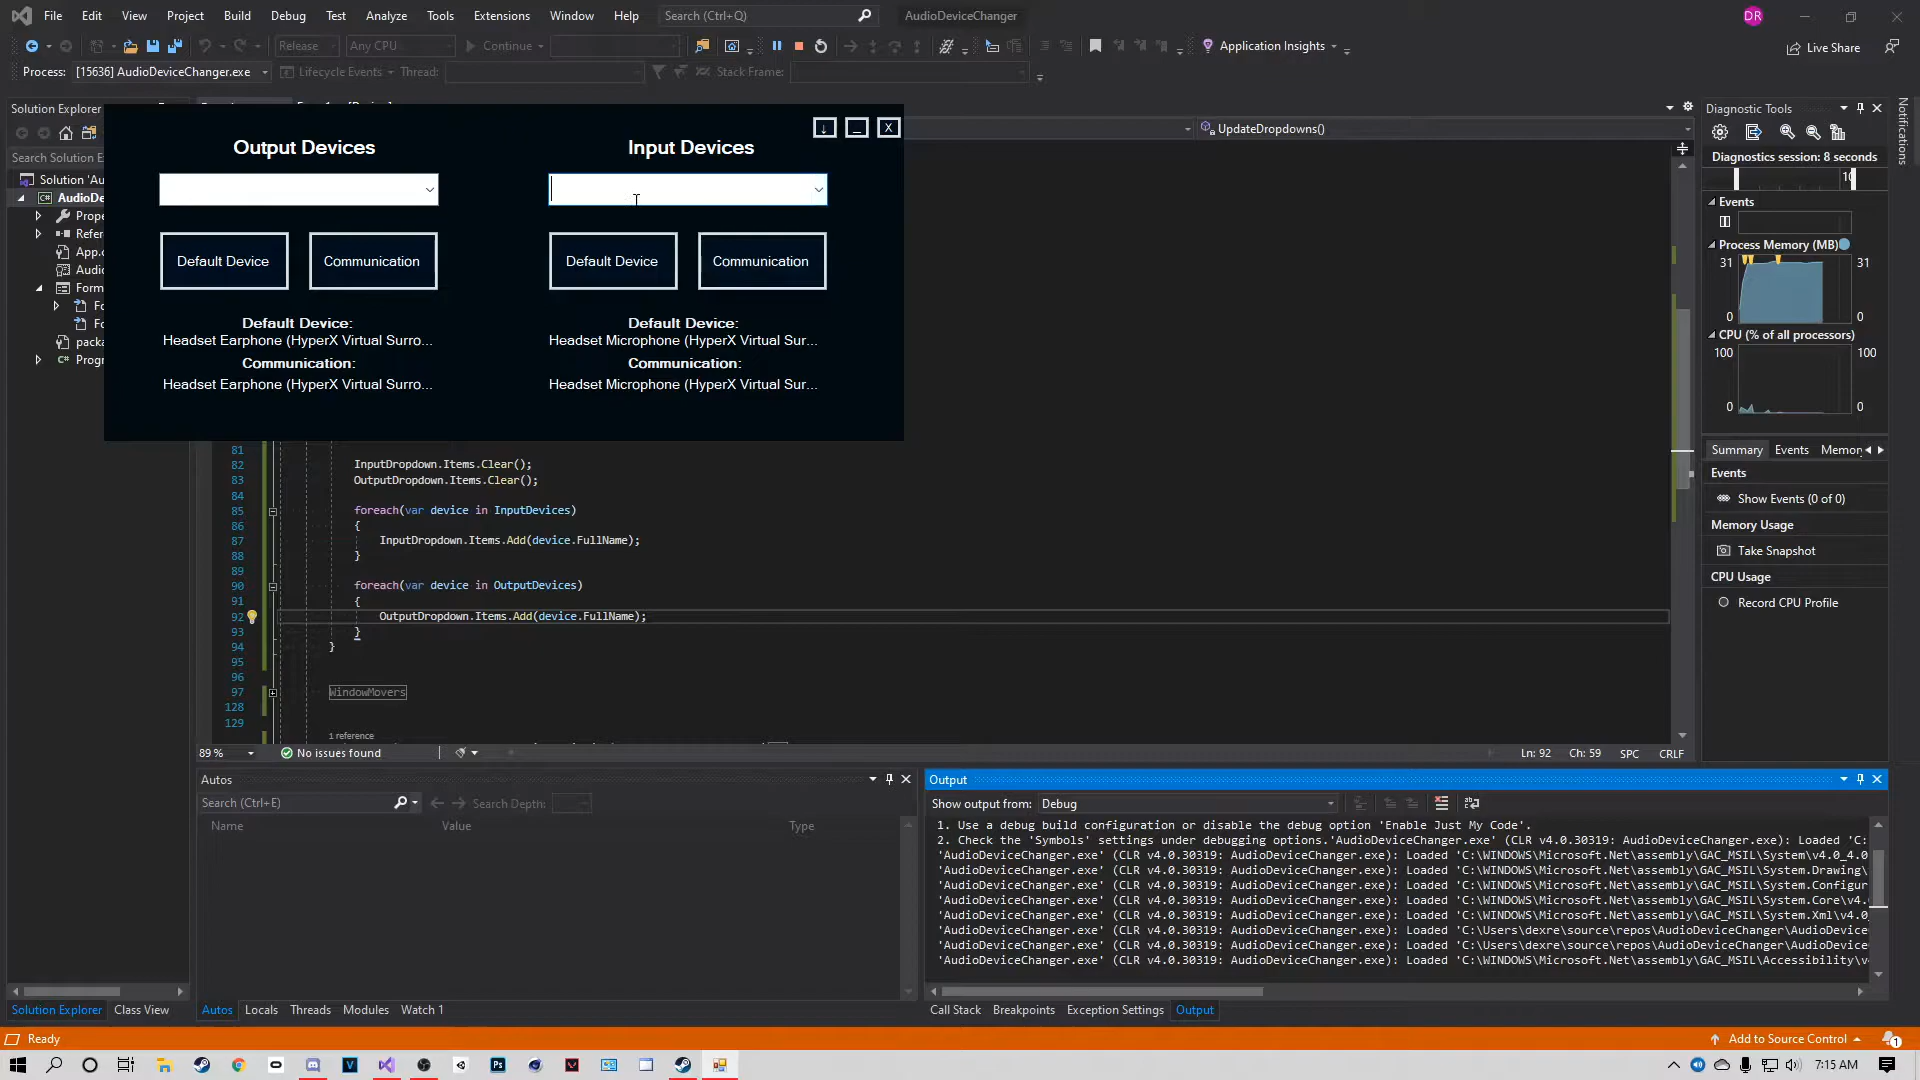 File Edit View Project Build Debug Test Analyze Tools Extensions Window Help Search (Ctrl+Q) AudioDeviceChanger DR
Release Any CPU Continue Application Insights Live Share
Process: [15636] AudioDeviceChanger.exe Lifecycle Events Thread: Stack Frame:
Solution Explorer
Search Solution E
Solution 'Au
AudioDe
Prope
Refere
App.c
Audio
Form
Fo
Fo
packa
Progr
Output Devices
Input Devices
X
Default Device
Communication
Default Device
Communication
Default Device:
Headset Earphone (HyperX Virtual Surro...
Communication:
Headset Earphone (HyperX Virtual Surro...
Default Device:
Headset Microphone (HyperX Virtual Sur...
Communication:
Headset Microphone (HyperX Virtual Sur...
UpdateDropdowns()
81
82 InputDropdown.Items.Clear();
83 OutputDropdown.Items.Clear();
84
85 foreach(var device in InputDevices)
86 {
87 InputDropdown.Items.Add(device.FullName);
88 }
89
90 foreach(var device in OutputDevices)
91 {
92 OutputDropdown.Items.Add(device.FullName);
93 }
94 }
95
96
97 WindowMovers
128
129
1 reference
89 % No issues found Ln: 92 Ch: 59 SPC CRLF
Diagnostic Tools
Notifications
Diagnostics session: 8 seconds
10
Events
Process Memory (MB)
31 31
0 0
CPU (% of all processors)
100 100
0 0
Summary Events Memory
Events
Show Events (0 of 0)
Memory Usage
Take Snapshot
CPU Usage
Record CPU Profile
Autos
Search (Ctrl+E) Search Depth:
Name Value Type
Output
Show output from: Debug
1. Use a debug build configuration or disable the debug option 'Enable Just My Code'.
2. Check the 'Symbols' settings under debugging options.'AudioDeviceChanger.exe' (CLR v4.0.30319: AudioDeviceChanger.exe): Loaded 'C:
'AudioDeviceChanger.exe' (CLR v4.0.30319: AudioDeviceChanger.exe): Loaded 'C:\WINDOWS\Microsoft.Net\assembly\GAC_MSIL\System\v4.0_4.0
'AudioDeviceChanger.exe' (CLR v4.0.30319: AudioDeviceChanger.exe): Loaded 'C:\WINDOWS\Microsoft.Net\assembly\GAC_MSIL\System.Drawing\
'AudioDeviceChanger.exe' (CLR v4.0.30319: AudioDeviceChanger.exe): Loaded 'C:\WINDOWS\Microsoft.Net\assembly\GAC_MSIL\System.Configur
'AudioDeviceChanger.exe' (CLR v4.0.30319: AudioDeviceChanger.exe): Loaded 'C:\WINDOWS\Microsoft.Net\assembly\GAC_MSIL\System.Core\v4.
'AudioDeviceChanger.exe' (CLR v4.0.30319: AudioDeviceChanger.exe): Loaded 'C:\WINDOWS\Microsoft.Net\assembly\GAC_MSIL\System.Xml\v4.0
'AudioDeviceChanger.exe' (CLR v4.0.30319: AudioDeviceChanger.exe): Loaded 'C:\Users\dexre\source\repos\AudioDeviceChanger\AudioDevice
'AudioDeviceChanger.exe' (CLR v4.0.30319: AudioDeviceChanger.exe): Loaded 'C:\Users\dexre\source\repos\AudioDeviceChanger\AudioDevice
'AudioDeviceChanger.exe' (CLR v4.0.30319: AudioDeviceChanger.exe): Loaded 'C:\WINDOWS\Microsoft.Net\assembly\GAC_MSIL\Accessibility\v
Solution Explorer Class View Autos Locals Threads Modules Watch 1 Call Stack Breakpoints Exception Settings Output
Ready Add to Source Control 1
7:15 AM